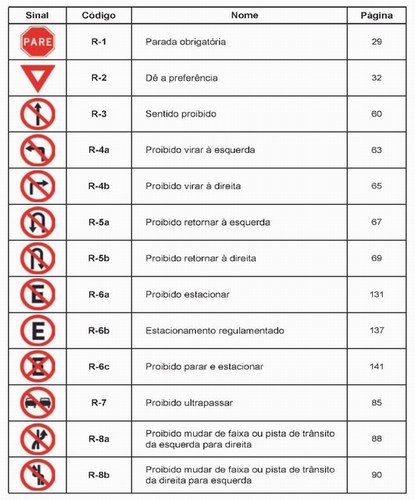 Sinal Código Nome Página
PARE R-1 Parada obrigatória 29
R-2 Dê a preferência 32
R-3 Sentido proibido 60
R-4a Proibido virar à esquerda 63
R-4b Proibido virar à direita 65
R-5a Proibido retornar à esquerda 67
R-5b Proibido retornar à direita 69
E R-6a Proibido estacionar 131
E R-6b Estacionamento regulamentado 137
E R-6c Proibido parar e estacionar 141
R-7 Proibido ultrapassar 85
R-8a Proibido mudar de faixa ou pista de trânsito 88
da esquerda para direita
R-8b Proibido mudar de faixa ou pista de trânsito 90
da direita para esquerda